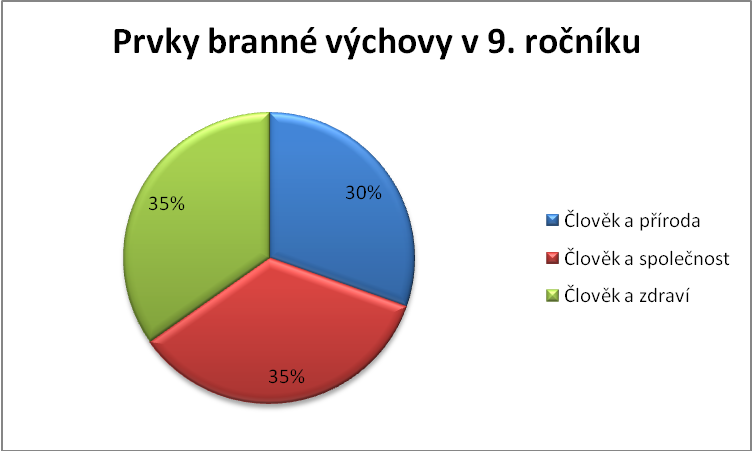 Prvky branné výchovy v 9. ročníku
30%
35%
35%
Člověk a příroda
Člověk a společnost
Člověk a zdraví